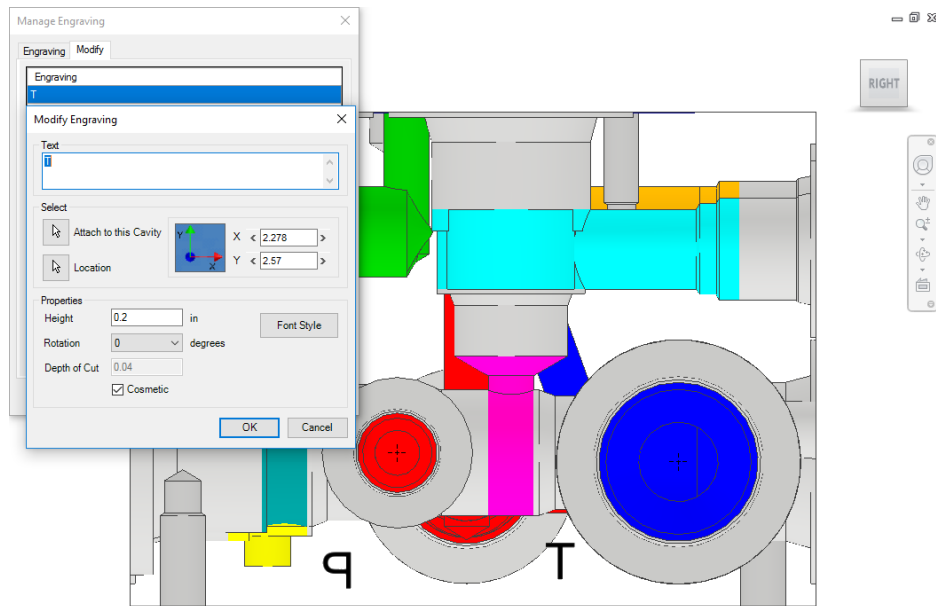 Manage Engraving
Engraving Modify
Engraving
T
Modify Engraving
Text
T
Select
Attach to this Cavity
Location
Y
X
X < 2.278 >
Y < 2.57 >
Properties
Height 0.2 in
Font Style
Rotation 0 degrees
Depth of Cut 0.04
Cosmetic
OK Cancel
RIGHT
P T